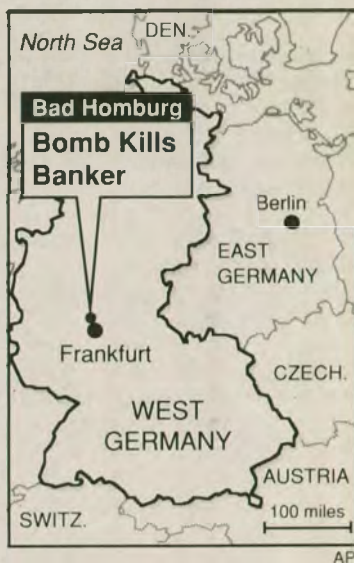 North Sea
DEN.
Bad Homburg
Bomb Kills
Banker
Berlin
EAST
GERMANY
Frankfurt
CZECH.
WEST
GERMANY
AUSTRIA
SWITZ.
100 miles
AP